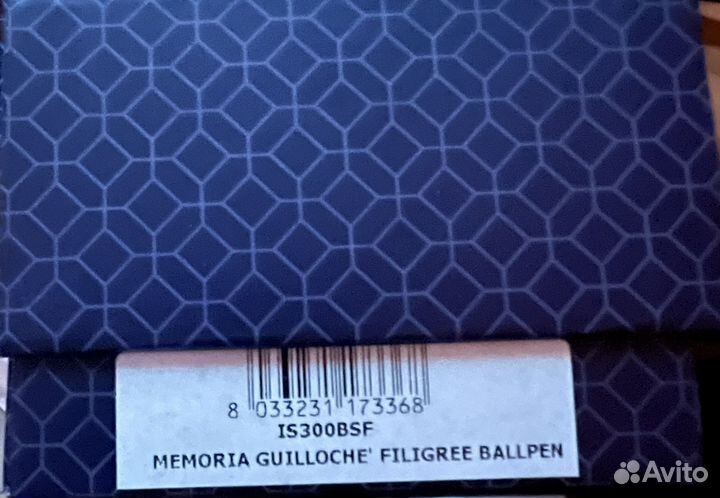 8 033231 173368
IS300BSF
MEMORIA GUILLOCHE' FILIGREE BALLPEN
Avito